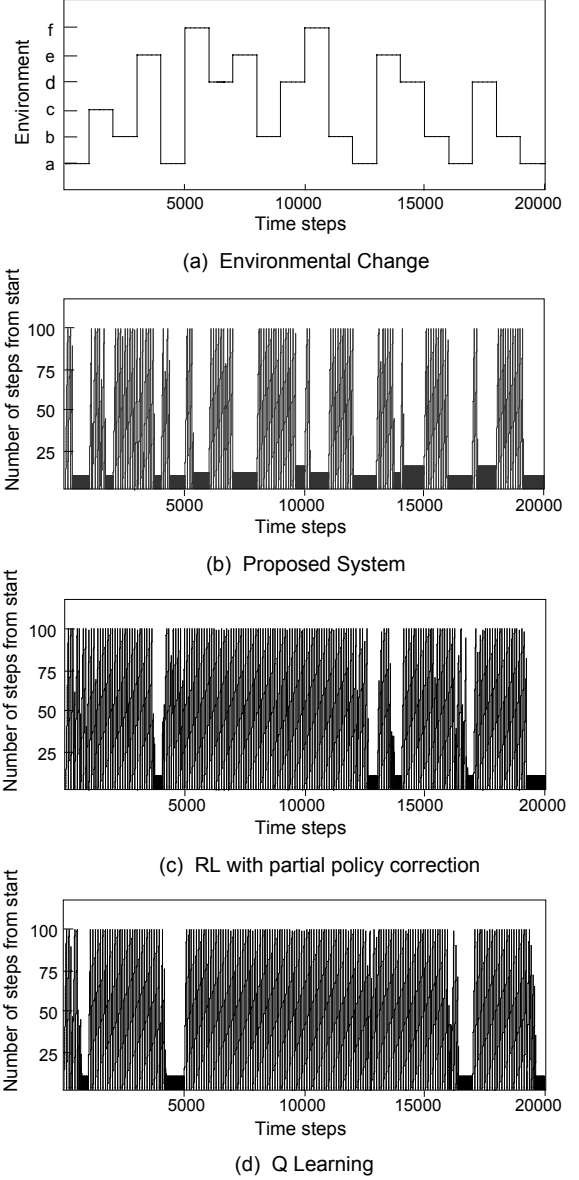 Environment
f
e
d
c
b
a
5000 10000 15000 20000
Time steps
(a) Environmental Change
Number of steps from start
100
75
50
25
5000 10000 15000 20000
Time steps
(b) Proposed System
Number of steps from start
100
75
50
25
5000 10000 15000 20000
Time steps
(c) RL with partial policy correction
Number of steps from start
100
75
50
25
5000 10000 15000 20000
Time steps
(d) Q Learning